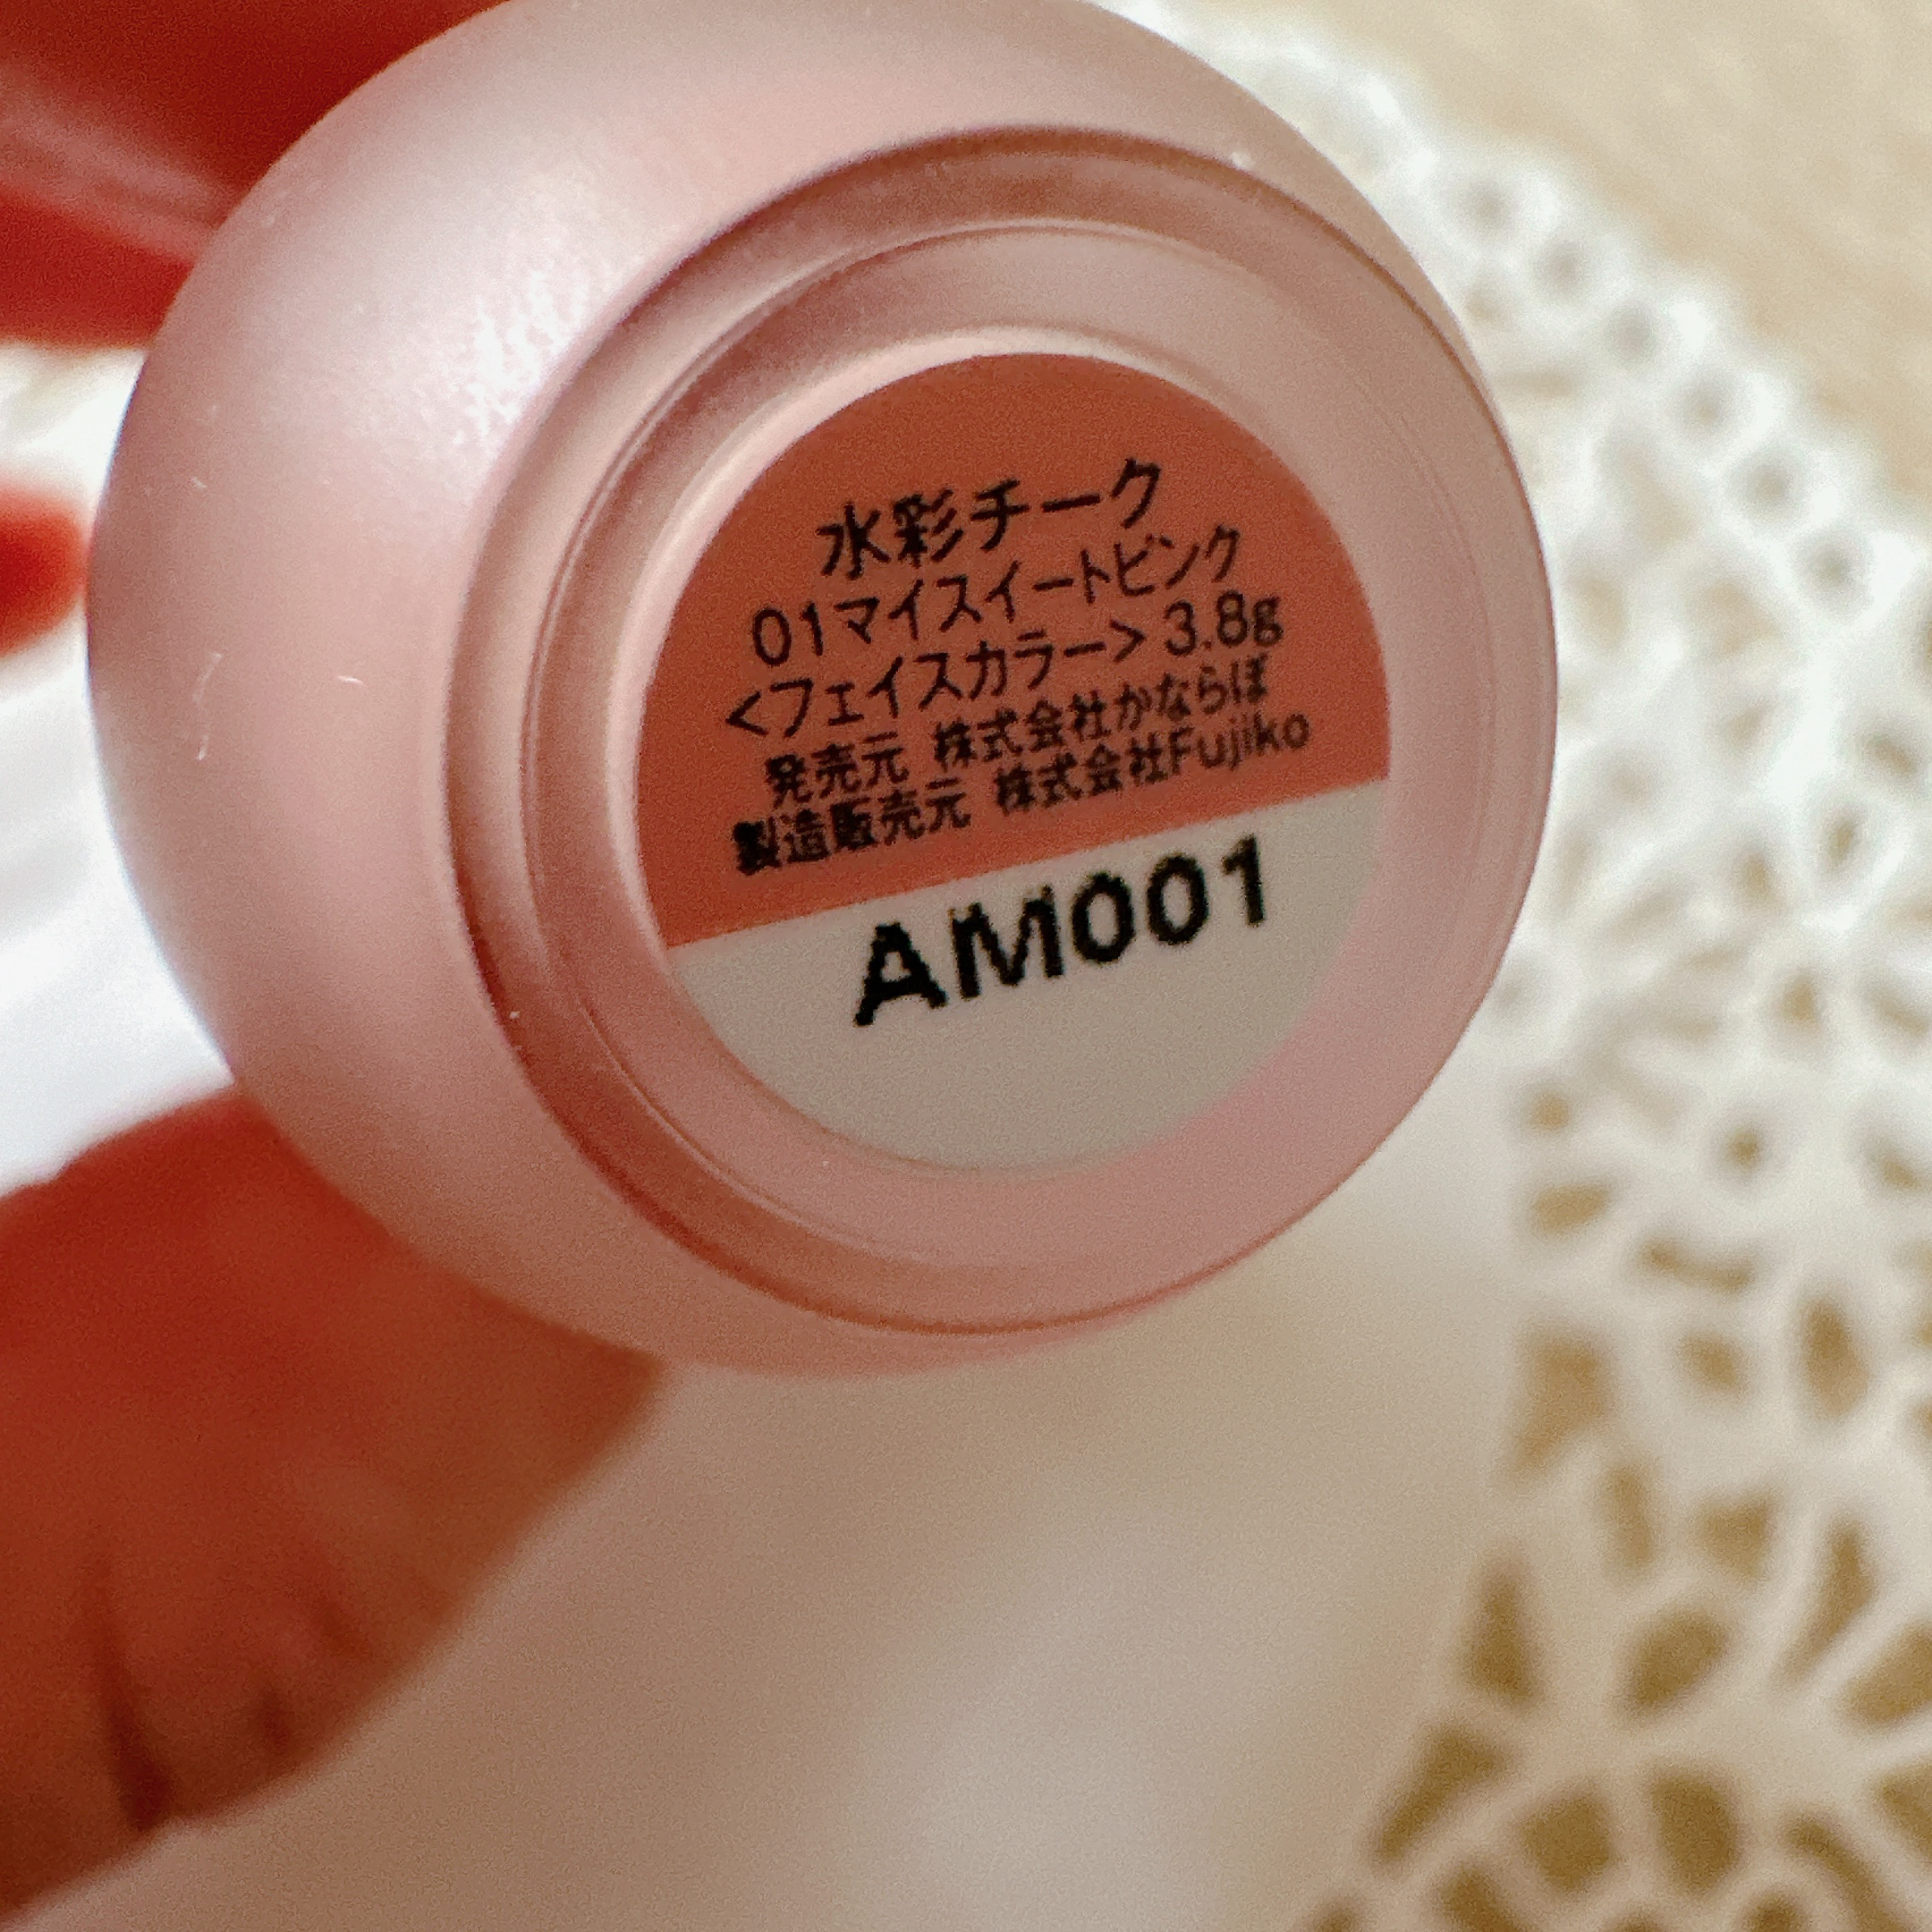 水彩チーク
01マイスイートピンク
<フェイスカラー> 3.8g
発売元 株式会社かならぼ
製造販売元 株式会社Fujiko
AM001